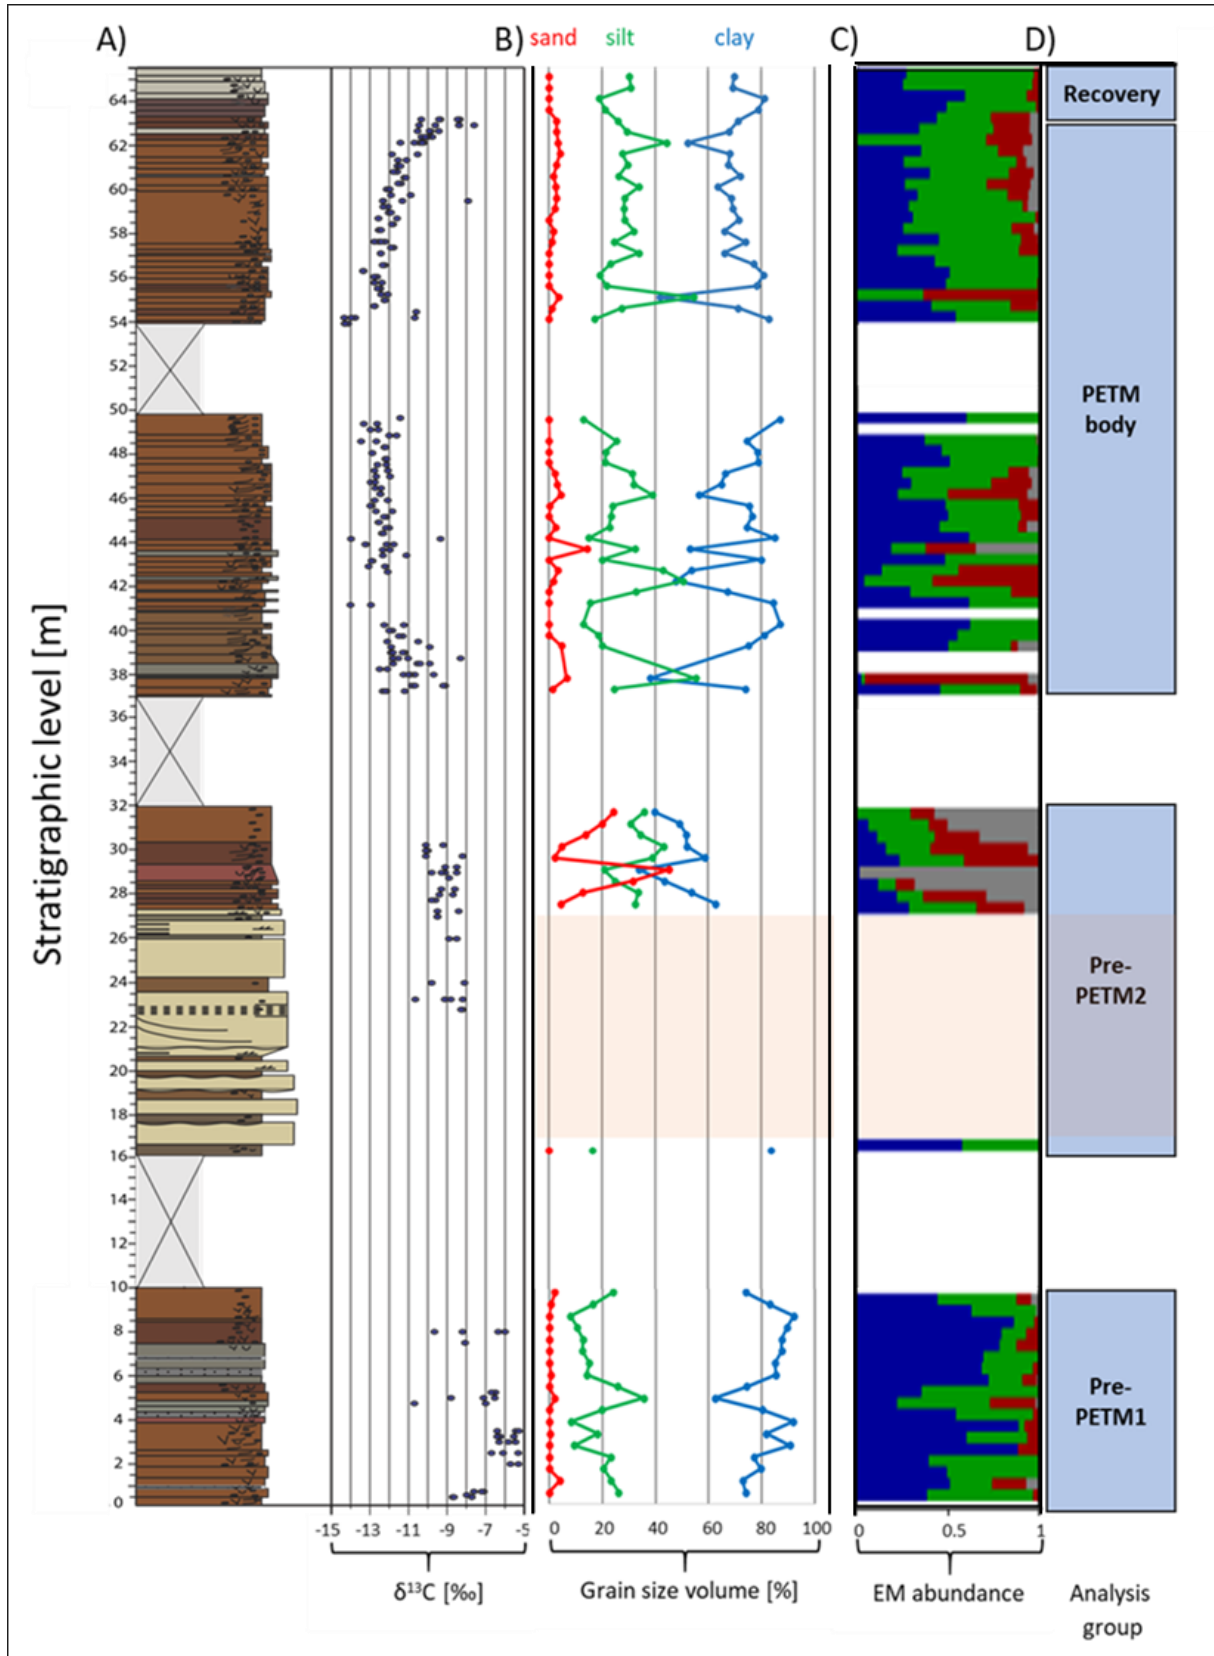 A)
B)
sand
silt
clay
C)
D)
Stratigraphic level [m]
64
62
60
58
56
54
52
50
48
46
44
42
40
38
36
34
32
30
28
26
24
22
20
18
16
14
12
10
8
6
4
2
0
Recovery
PETM
body
Pre-
PETM2
Pre-
PETM1
-15
-13
-11
-9
-7
-5
0
20
40
60
80
100
0
0.5
1
δ¹³C [‰]
Grain size volume [%]
EM abundance
Analysis
group